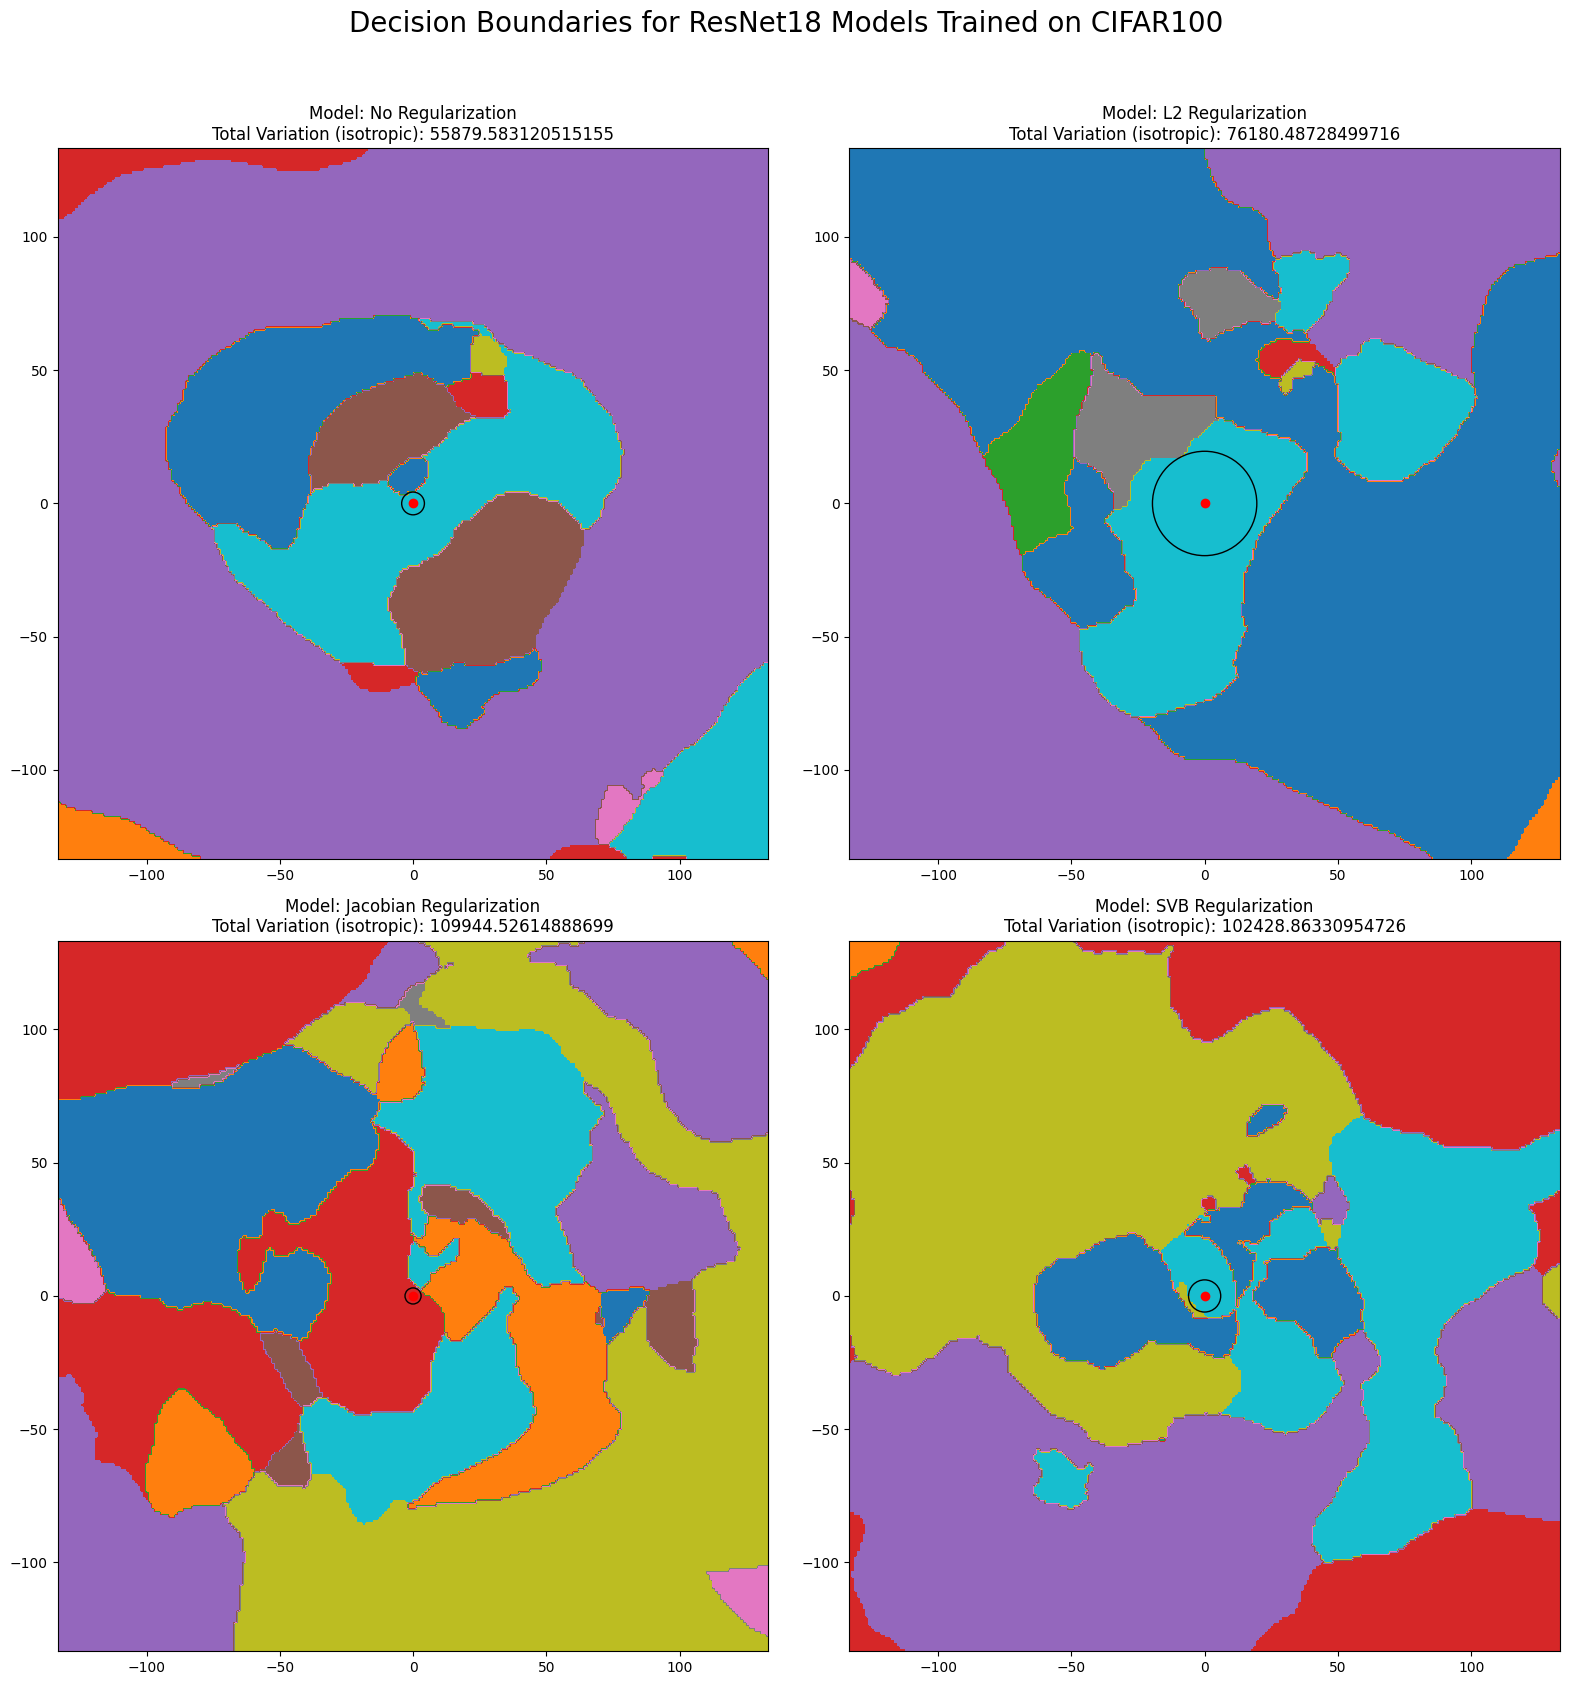 Decision Boundaries for ResNet18 Models Trained on CIFAR100
Model: No Regularization
Total Variation (isotropic): 55879.583120515155
100
50
0
−50
−100
−100 −50 0 50 100
Model: L2 Regularization
Total Variation (isotropic): 76180.48728499716
100
50
0
−50
−100
−100 −50 0 50 100
Model: Jacobian Regularization
Total Variation (isotropic): 109944.52614888699
100
50
0
−50
−100
−100 −50 0 50 100
Model: SVB Regularization
Total Variation (isotropic): 102428.86330954726
100
50
0
−50
−100
−100 −50 0 50 100